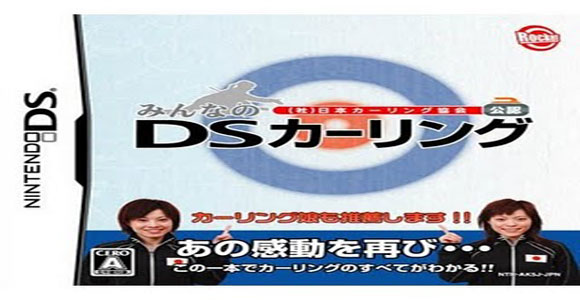 NINTENDO DS
Rocket
みんなの
(社)日本カーリング協会
公認
DSカーリング
カーリング娘も推薦します!!
あの感動を再び・・・
この一本でカーリングのすべてがわかる!!
CERO
A
NTR-AKSJ-JPN